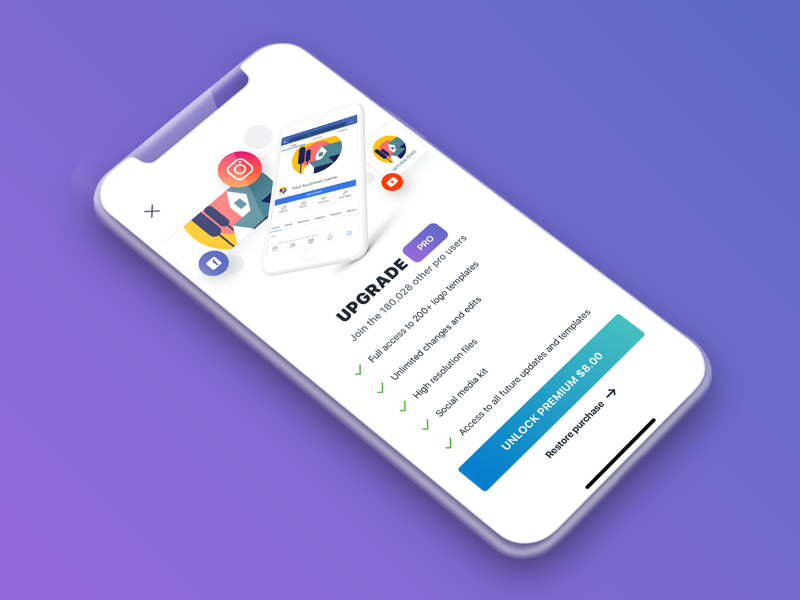 Your business name
UPGRADE PRO
Join the 180,028 other pro users
Full access to 200+ logo templates
Unlimited changes and edits
High resolution files
Social media kit
Access to all future updates and templates
UNLOCK PREMIUM $8.00
Restore purchase